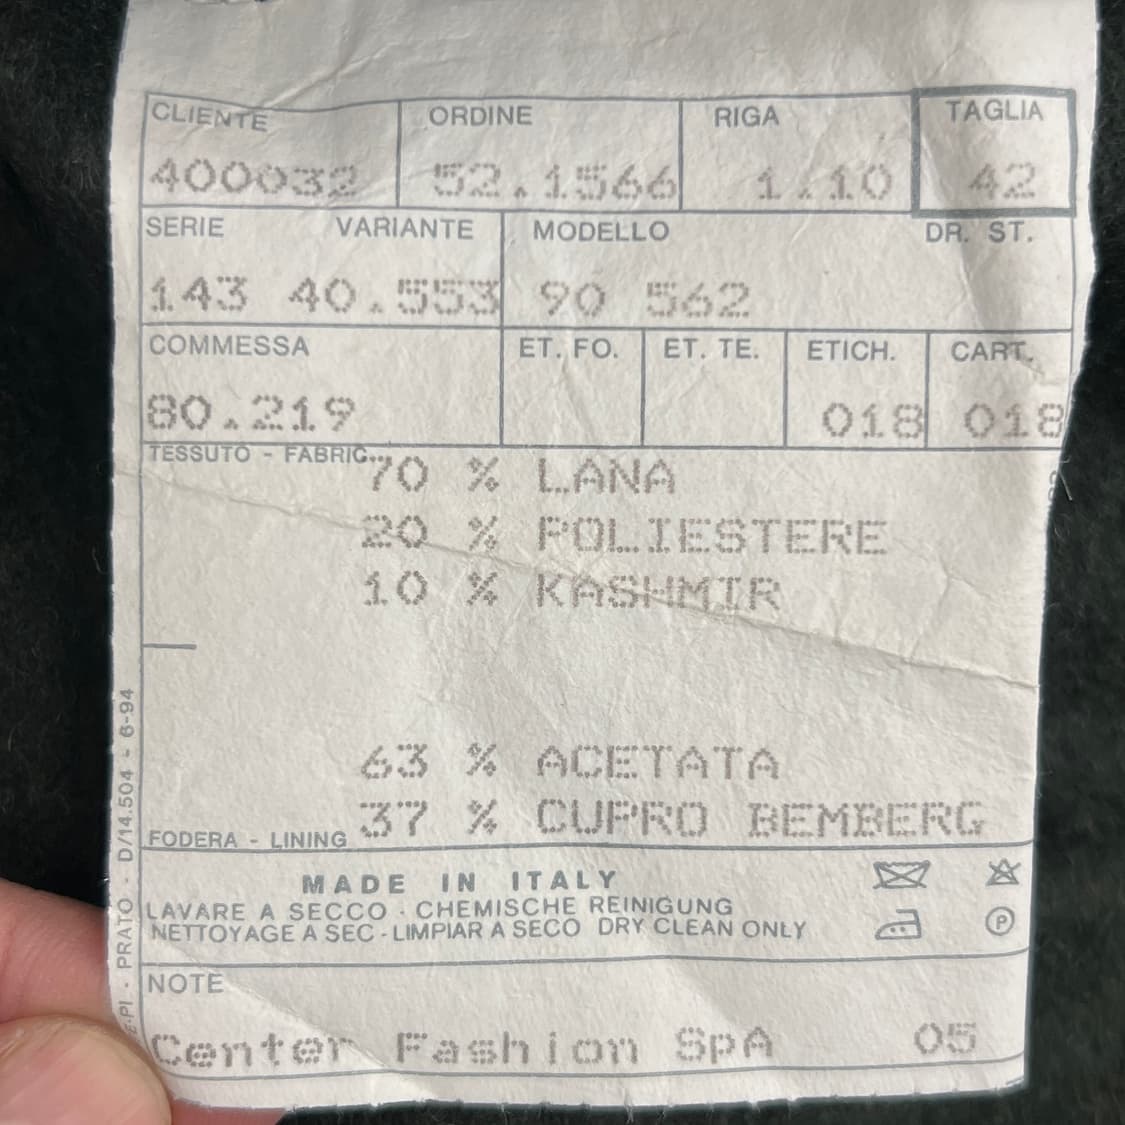 CLIENTE ORDINE RIGA TAGLIA
400032 52.1566 1.10 42
SERIE VARIANTE MODELLO DR. ST.
143 40.553 90 562
COMMESSA ET. FO. ET. TE. ETICH. CART.
80.219 018 018
TESSUTO - FABRIC
70 % LANA
20 % POLIESTERE
10 % KASHMIR
63 % ACETATA
37 % CUPRO BEMBERG
FODERA - LINING
MADE IN ITALY
LAVARE A SECCO - CHEMISCHE REINIGUNG
NETTOYAGE A SEC - LIMPIAR A SECO DRY CLEAN ONLY
P
NOTE
Center Fashion SpA 05
PRATO - D/14.504 - 6-94